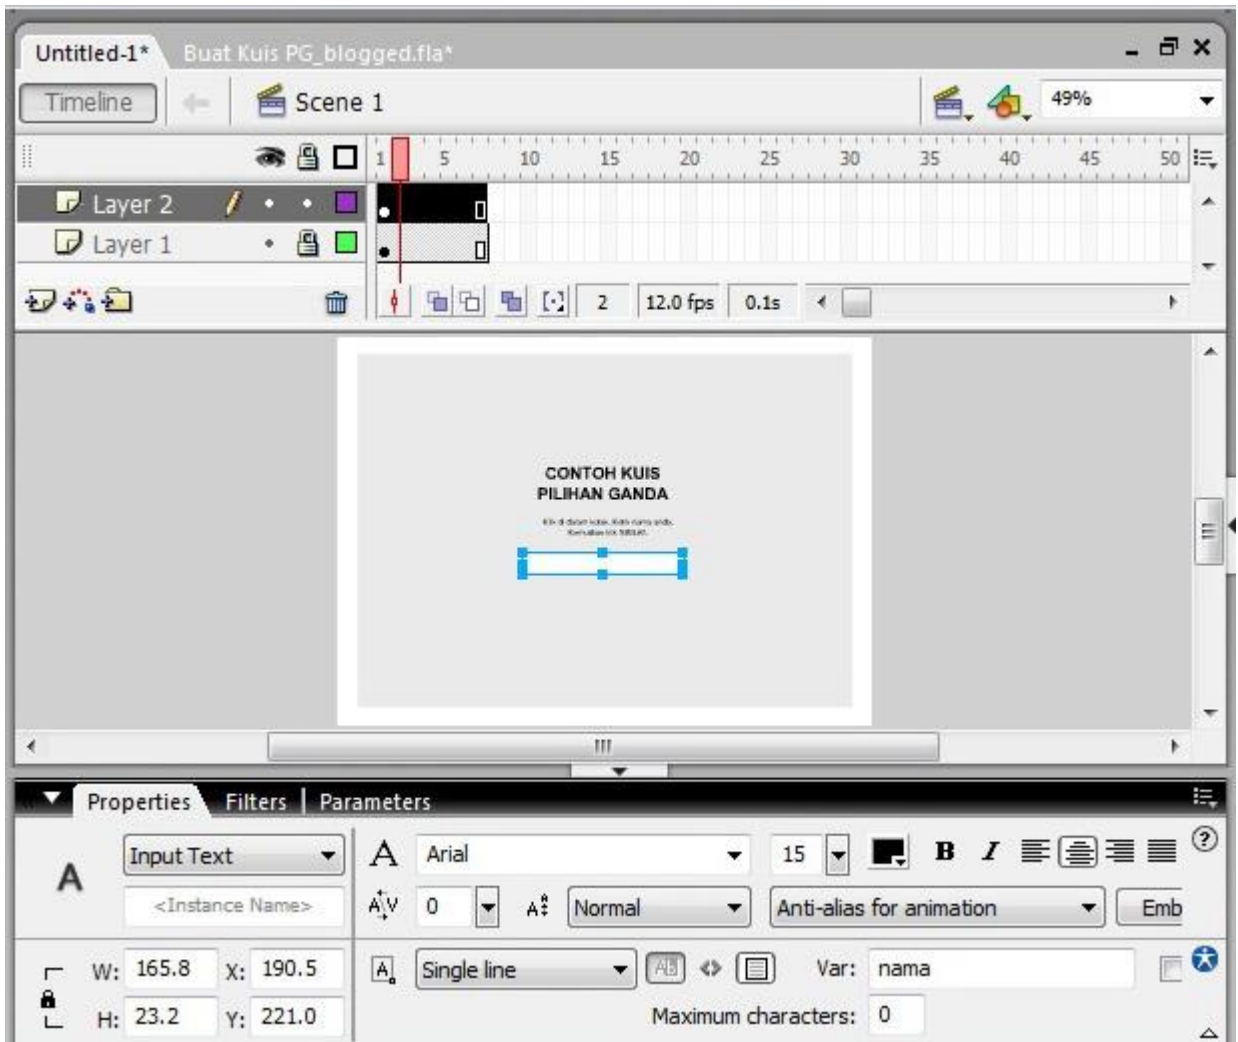 Untitled-1* Buat Kuis PG_blogged.fla*
Timeline Scene 1 49%
1 5 10 15 20 25 30 35 40 45 50
Layer 2
Layer 1
2 12.0 fps 0.1s
CONTOH KUIS
PILIHAN GANDA
Properties Filters | Parameters
A Input Text A Arial 15 B I
<Instance Name> A|V 0 A Normal Anti-alias for animation Emb
W: 165.8 X: 190.5 A Single line AB <> Var: nama
H: 23.2 Y: 221.0 Maximum characters: 0